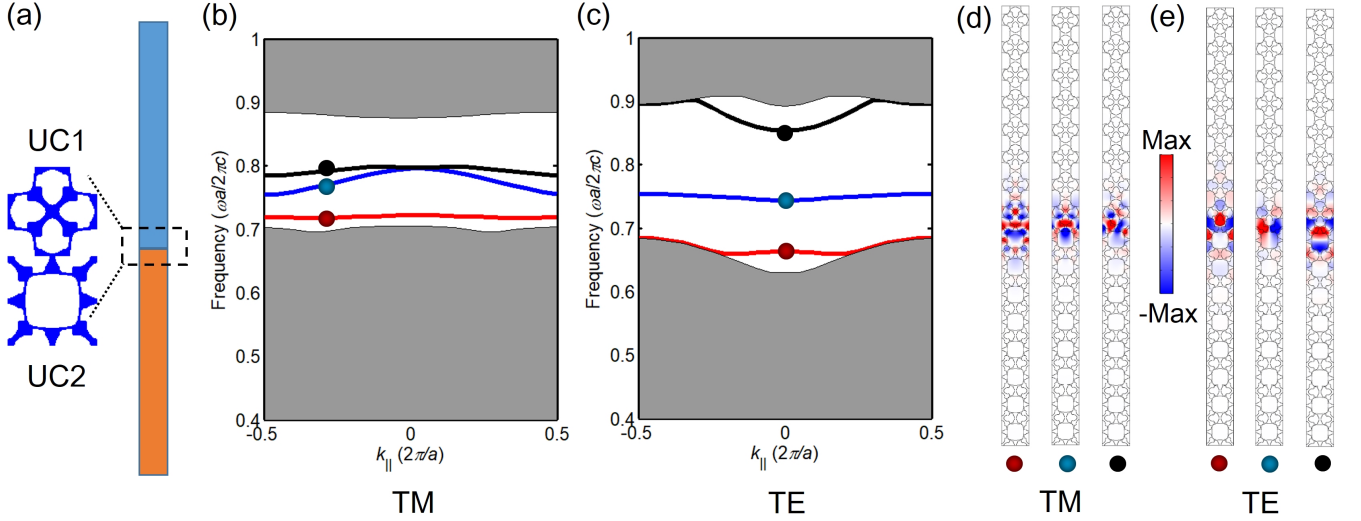 (a)
UC1
UC2
(b)
1
0.9
0.8
0.7
0.6
0.5
0.4
Frequency (ωa/2πc)
-0.5
0
0.5
k|| (2π/a)
TM
(c)
1
0.9
0.8
0.7
0.6
0.5
0.4
Frequency (ωa/2πc)
-0.5
0
0.5
k|| (2π/a)
TE
(d)
Max
-Max
TM
(e)
TE